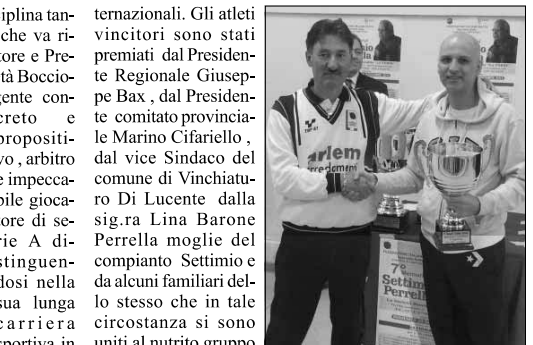 siplina tan-
che va ri-
tore e Pre-
tà Boccio-
gente con-
creto e
propositi-
vo , arbitro
e impecca-
bile gioca-
tore di se-
rie A di-
stinguen-
dosi nella
sua lunga
carriera
sportiva in
ternazionali. Gli atleti
vincitori sono stati
premiati dal Presiden-
te Regionale Giusep-
pe Bax , dal Presiden-
te comitato provincia-
le Marino Cifariello ,
dal vice Sindaco del
comune di Vinchiatu-
ro Di Lucente dalla
sig.ra Lina Barone
Perrella moglie del
compianto Settimio e
da alcuni familiari del-
lo stesso che in tale
circostanza si sono
uniti al nutrito gruppo
arlem
7°
Settim
Perrel